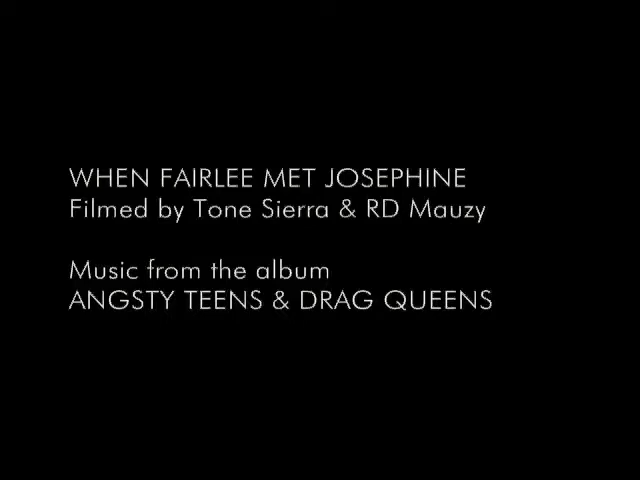 WHEN FAIRLEE MET JOSEPHINE
Filmed by Tone Sierra & RD Mauzy
Music from the album
ANGSTY TEENS & DRAG QUEENS